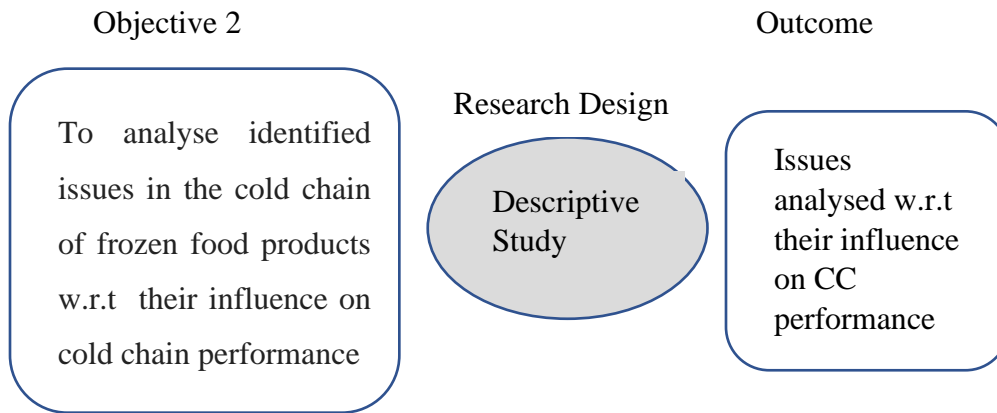 Objective 2
Outcome
Research Design
To analyse identified
issues in the cold chain
of frozen food products
w.r.t their influence on
cold chain performance
Descriptive
Study
Issues
analysed w.r.t
their influence
on CC
performance